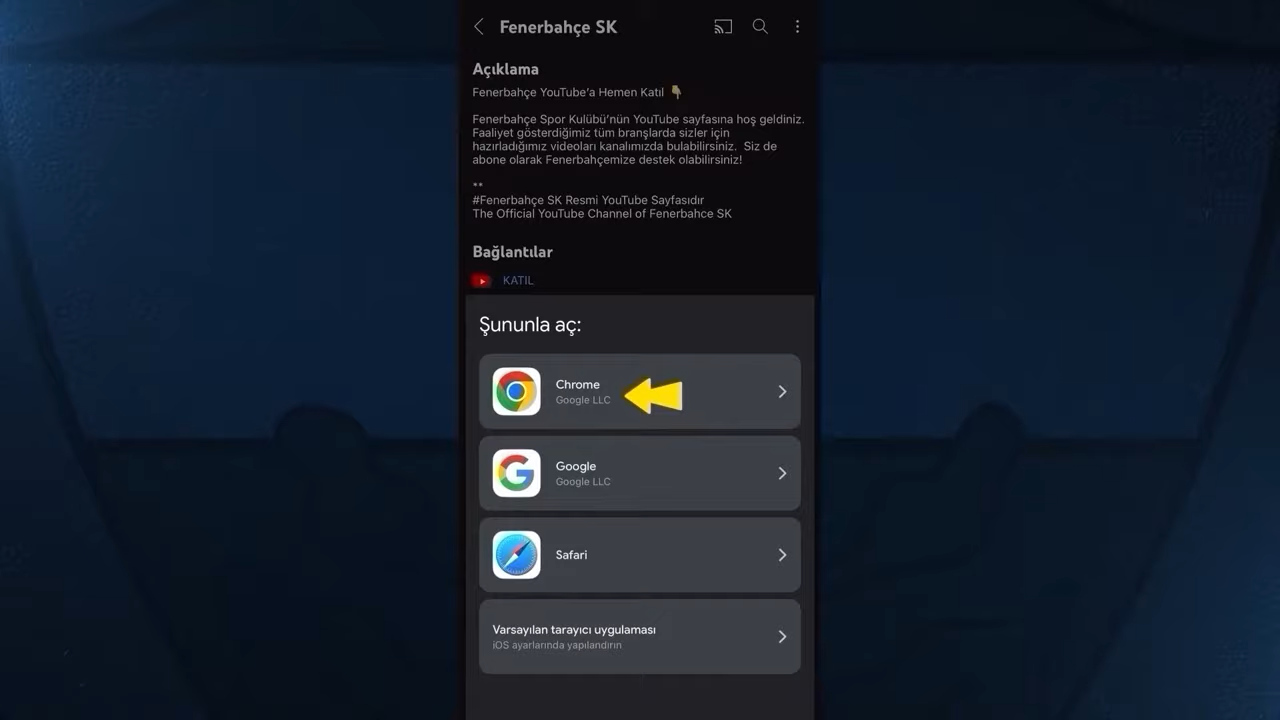 Fenerbahçe SK
Açıklama
Fenerbahçe YouTube’a Hemen Katıl 👇
Fenerbahçe Spor Kulübü’nün YouTube sayfasına hoş geldiniz.
Faaliyet gösterdiğimiz tüm branşlarda sizler için
hazırladığımız videoları kanalımızda bulabilirsiniz. Siz de
abone olarak Fenerbahçemize destek olabilirsiniz!
**
#Fenerbahçe SK Resmi YouTube Sayfasıdır
The Official YouTube Channel of Fenerbahce SK
Bağlantılar
KATIL
Şununla aç:
Chrome
Google LLC
Google
Google LLC
Safari
Varsayılan tarayıcı uygulaması
iOS ayarlarında yapılandırın